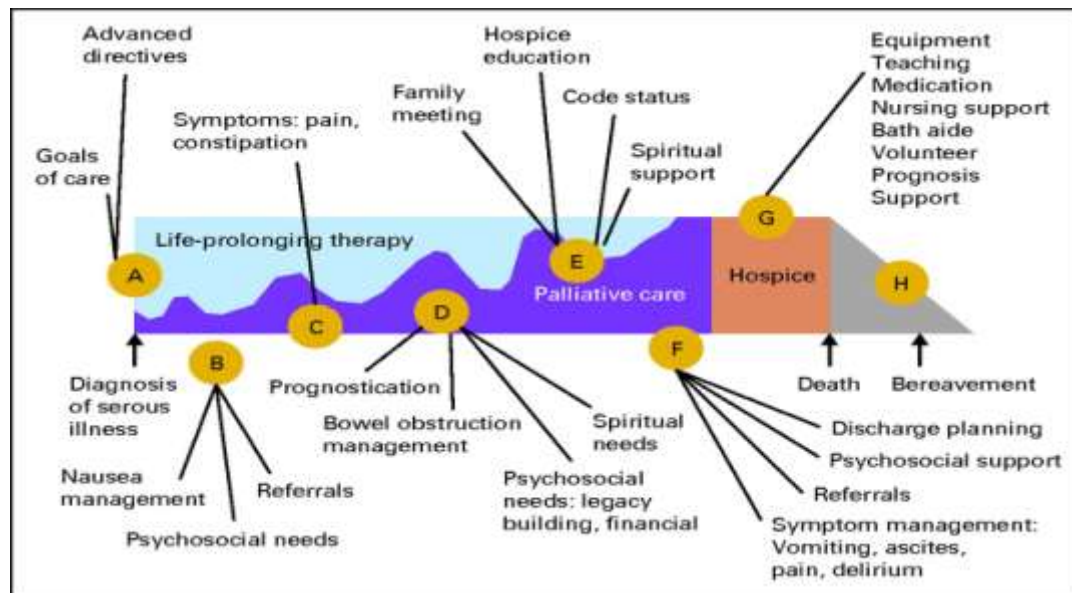 Advanced
directives
Goals
of care
Symptoms: pain,
constipation
Hospice
education
Family
meeting
Code status
Spiritual
support
Equipment
Teaching
Medication
Nursing support
Bath aide
Volunteer
Prognosis
Support
Life-prolonging therapy
A
B
C
D
E
F
G
H
Palliative care
Hospice
Diagnosis
of serous
illness
Nausea
management
Psychosocial needs
Referrals
Prognostication
Bowel obstruction
management
Spiritual
needs
Psychosocial
needs: legacy
building, financial
Death
Bereavement
Discharge planning
Psychosocial support
Referrals
Symptom management:
Vomiting, ascites,
pain, delirium